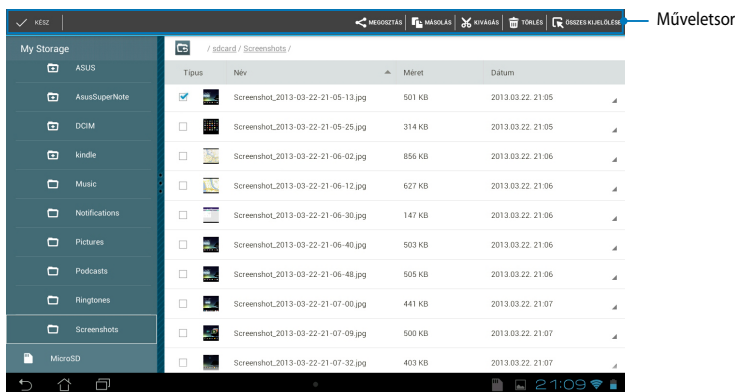 KÉSZ MEGOSZTÁS MÁSOLÁS KIVÁGÁS TÖRLÉS ÖSSZES KIJELÖLÉSE Műveletsor
My Storage / sdcard / Screenshots /
ASUS Típus Név Méret Dátum
AsusSuperNote Screenshot_2013-03-22-21-05-13.jpg 501 KB 2013.03.22. 21:05
DCIM Screenshot_2013-03-22-21-05-25.jpg 314 KB 2013.03.22. 21:05
kindle Screenshot_2013-03-22-21-06-02.jpg 856 KB 2013.03.22. 21:06
Music Screenshot_2013-03-22-21-06-12.jpg 627 KB 2013.03.22. 21:06
Notifications Screenshot_2013-03-22-21-06-30.jpg 147 KB 2013.03.22. 21:06
Pictures Screenshot_2013-03-22-21-06-40.jpg 503 KB 2013.03.22. 21:06
Podcasts Screenshot_2013-03-22-21-06-48.jpg 505 KB 2013.03.22. 21:06
Ringtones Screenshot_2013-03-22-21-07-00.jpg 441 KB 2013.03.22. 21:07
Screenshots Screenshot_2013-03-22-21-07-09.jpg 500 KB 2013.03.22. 21:07
MicroSD Screenshot_2013-03-22-21-07-32.jpg 403 KB 2013.03.22. 21:07
21:09